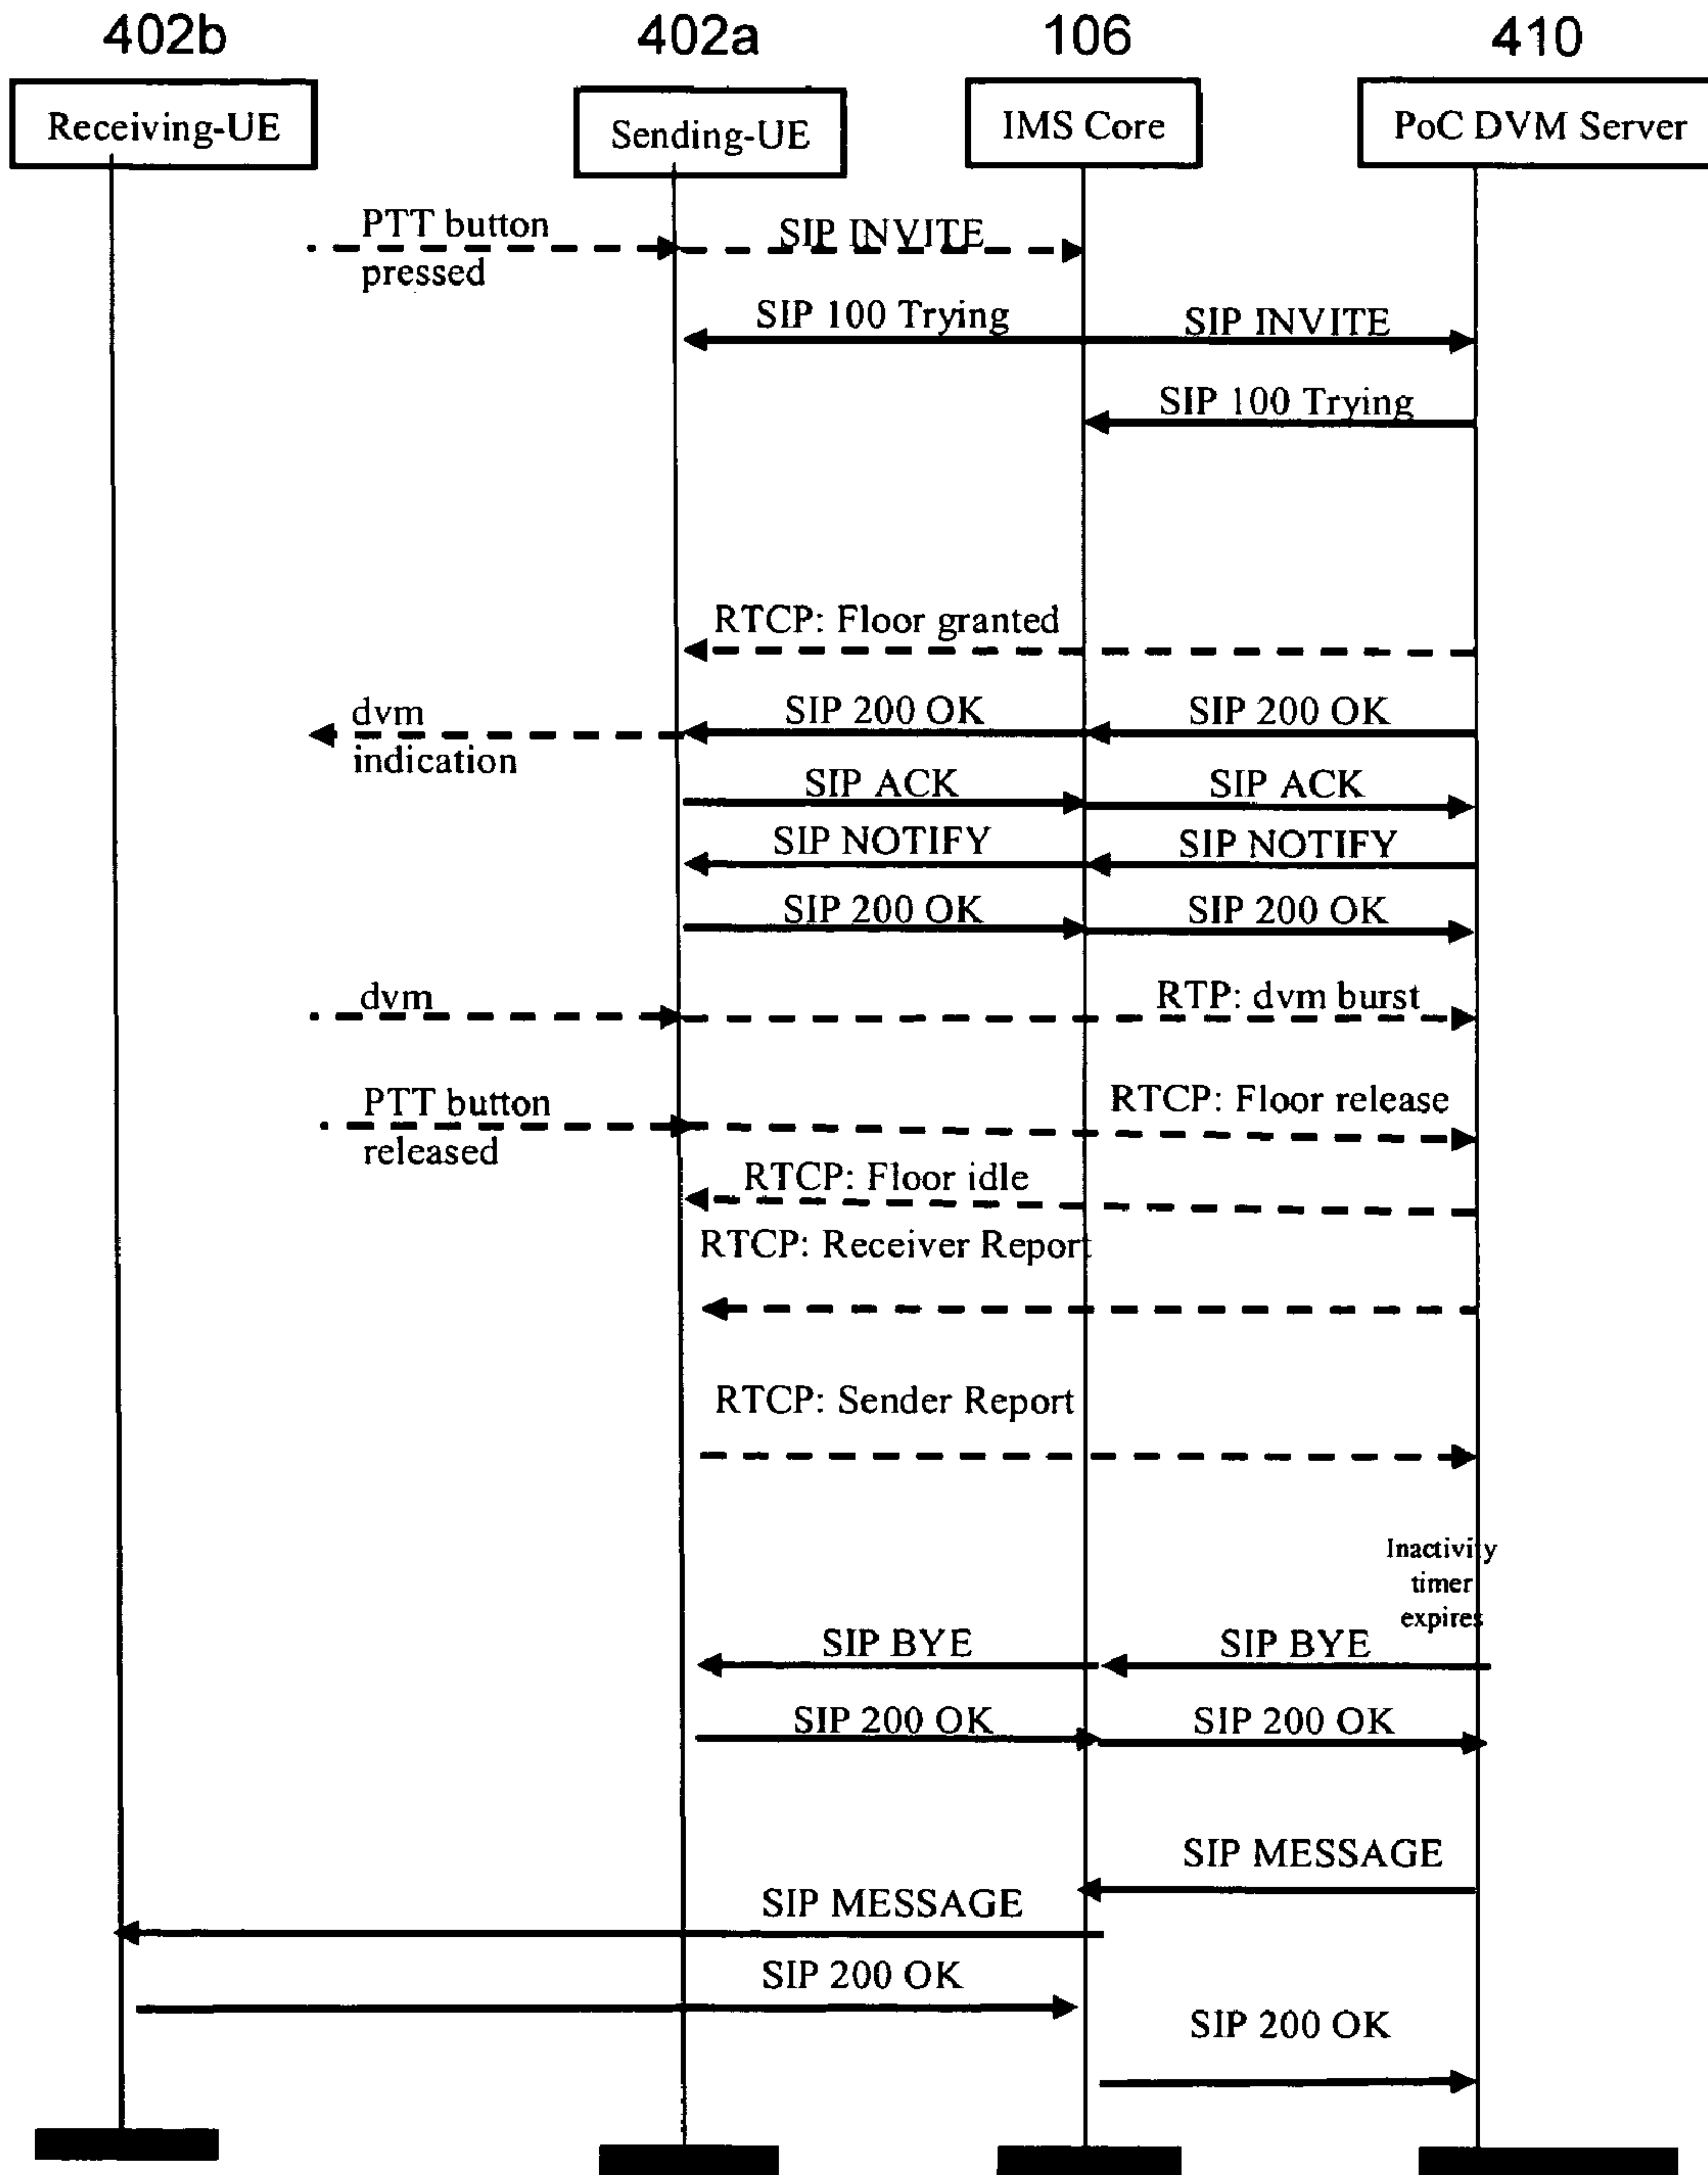 402b 402a 106 410
Receiving-UE Sending-UE IMS Core PoC DVM Server
PTT button
pressed
SIP INVITE
SIP 100 Trying SIP INVITE
SIP 100 Trying
RTCP: Floor granted
dvm
indication
SIP 200 OK SIP 200 OK
SIP ACK SIP ACK
SIP NOTIFY SIP NOTIFY
SIP 200 OK SIP 200 OK
dvm RTP: dvm burst
PTT button
released
RTCP: Floor release
RTCP: Floor idle
RTCP: Receiver Report
RTCP: Sender Report
Inactivity
timer
expires
SIP BYE SIP BYE
SIP 200 OK SIP 200 OK
SIP MESSAGE
SIP MESSAGE
SIP 200 OK
SIP 200 OK